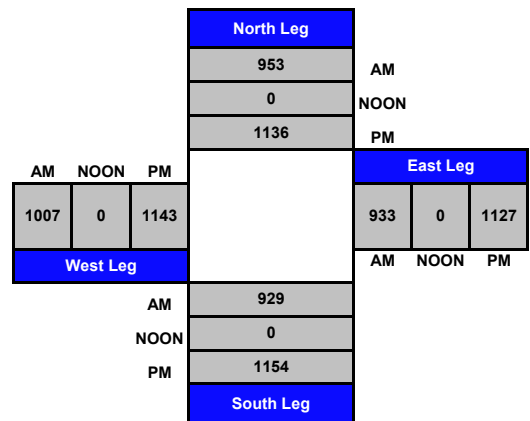 North Leg
953 AM
0 NOON
1136 PM
AM NOON PM
East Leg
1007 0 1143
933 0 1127
West Leg
AM NOON PM
AM 929
NOON 0
PM 1154
South Leg